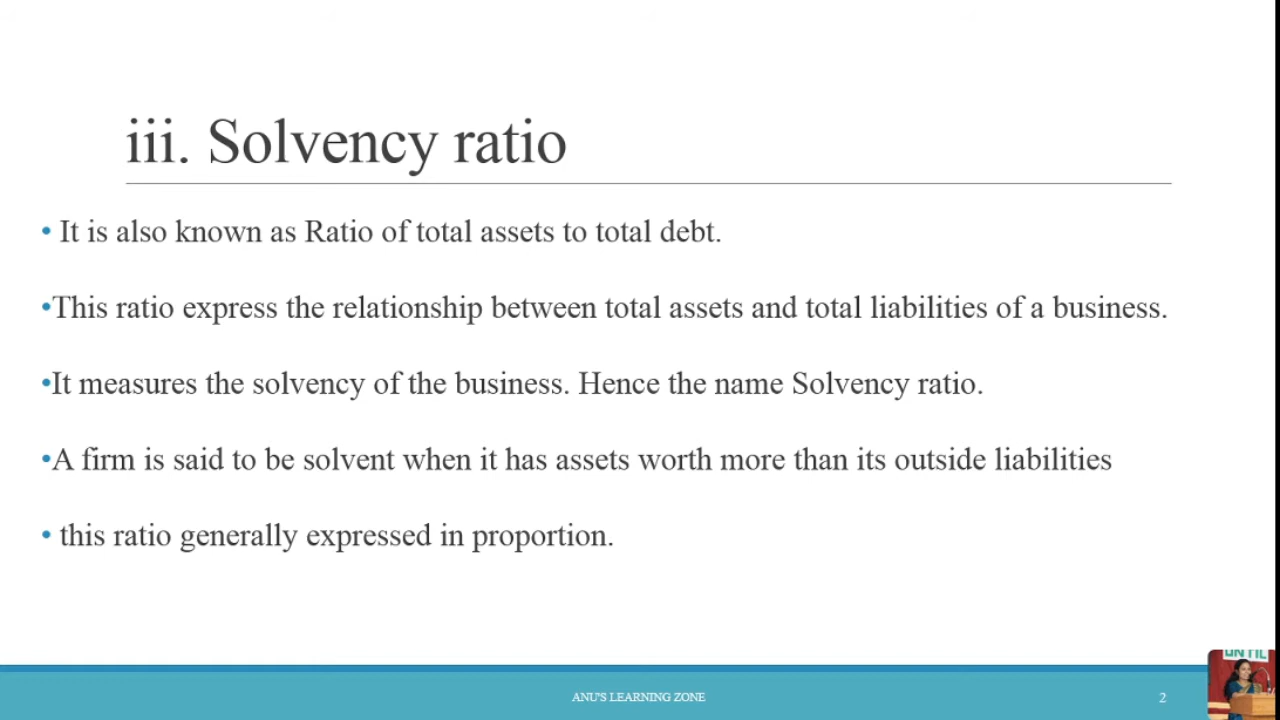 iii. Solvency ratio
• It is also known as Ratio of total assets to total debt.
•This ratio express the relationship between total assets and total liabilities of a business.
•It measures the solvency of the business. Hence the name Solvency ratio.
•A firm is said to be solvent when it has assets worth more than its outside liabilities
• this ratio generally expressed in proportion.
ANU'S LEARNING ZONE
2